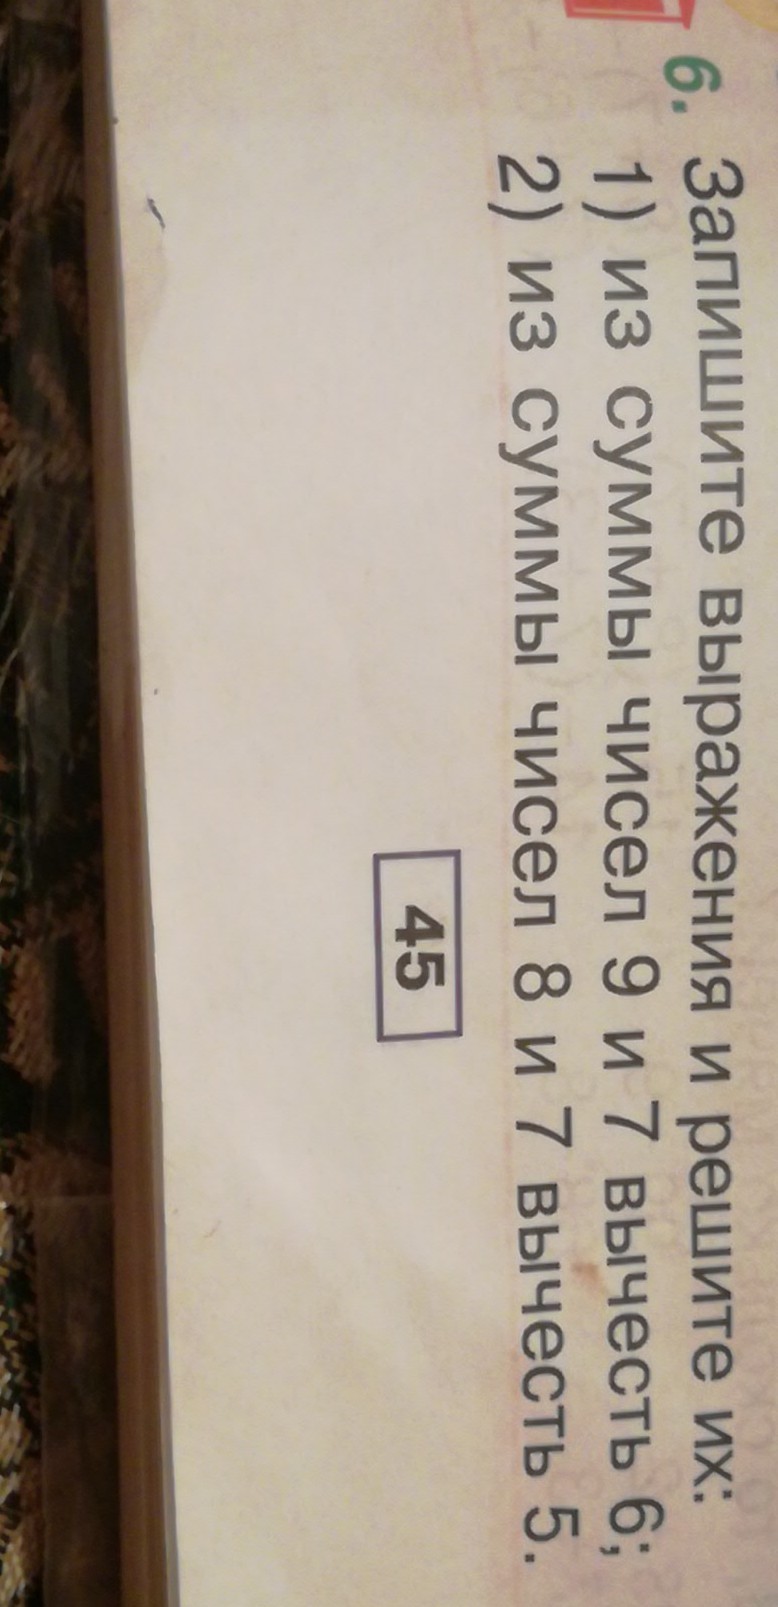 6. Запишите выражения и решите их:
1) из суммы чисел 9 и 7 вычесть 6;
2) из суммы чисел 8 и 7 вычесть 5.
45